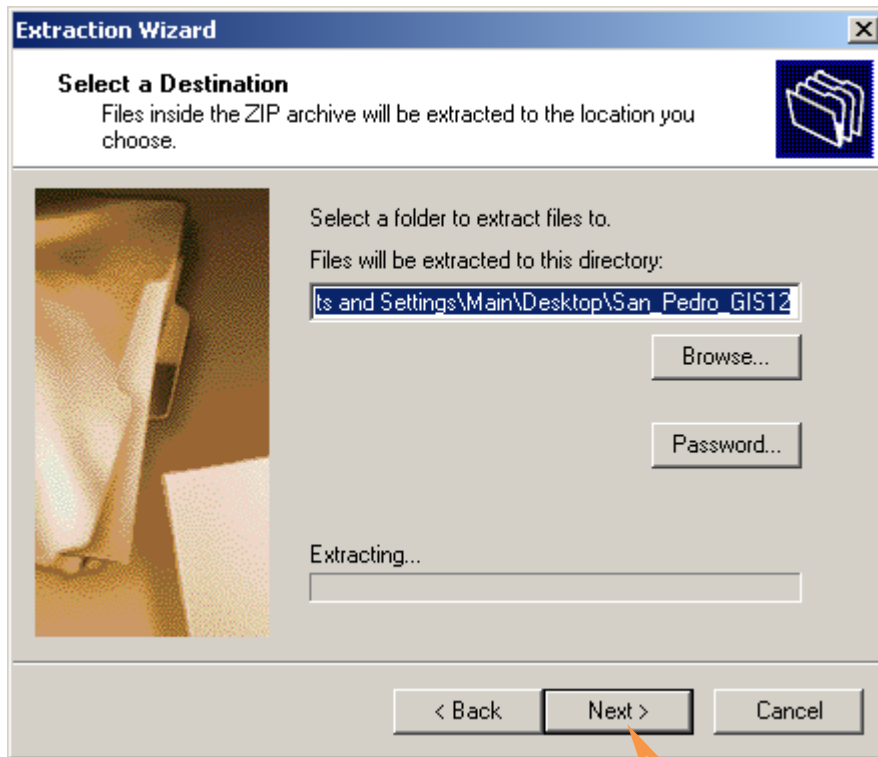 Extraction Wizard
Select a Destination
Files inside the ZIP archive will be extracted to the location you
choose.
Select a folder to extract files to.
Files will be extracted to this directory:
ts and Settings\Main\Desktop\San_Pedro_GIS12
Browse...
Password...
Extracting...
< Back
Next >
Cancel